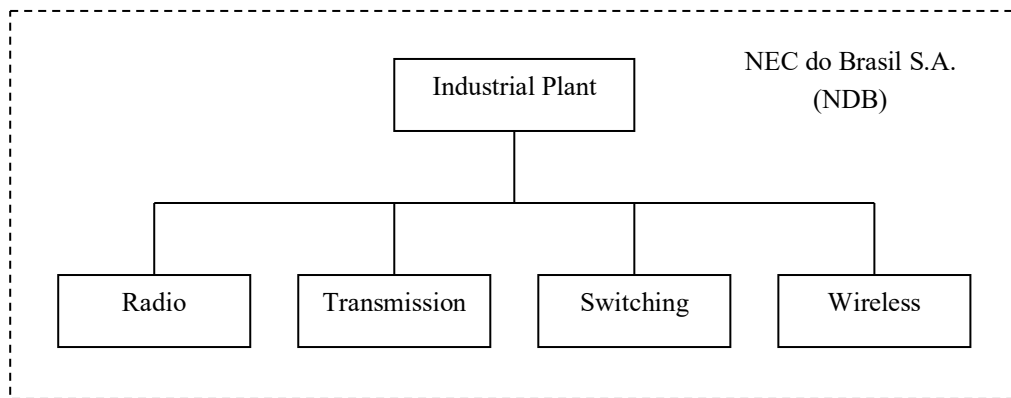 NEC do Brasil S.A.
(NDB)
Industrial Plant
Radio
Transmission
Switching
Wireless